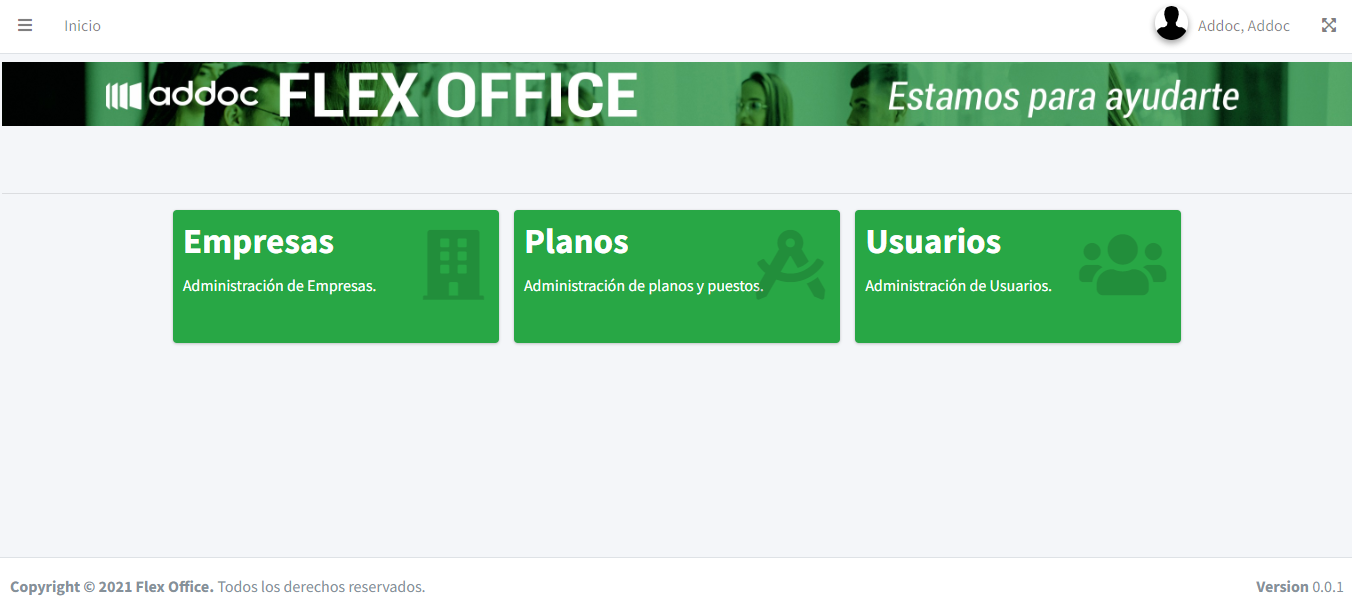 Inicio
Addoc, Addoc
addoc FLEX OFFICE
Estamos para ayudarte
Empresas
Administración de Empresas.
Planos
Administración de planos y puestos.
Usuarios
Administración de Usuarios.
Copyright © 2021 Flex Office. Todos los derechos reservados.
Version 0.0.1